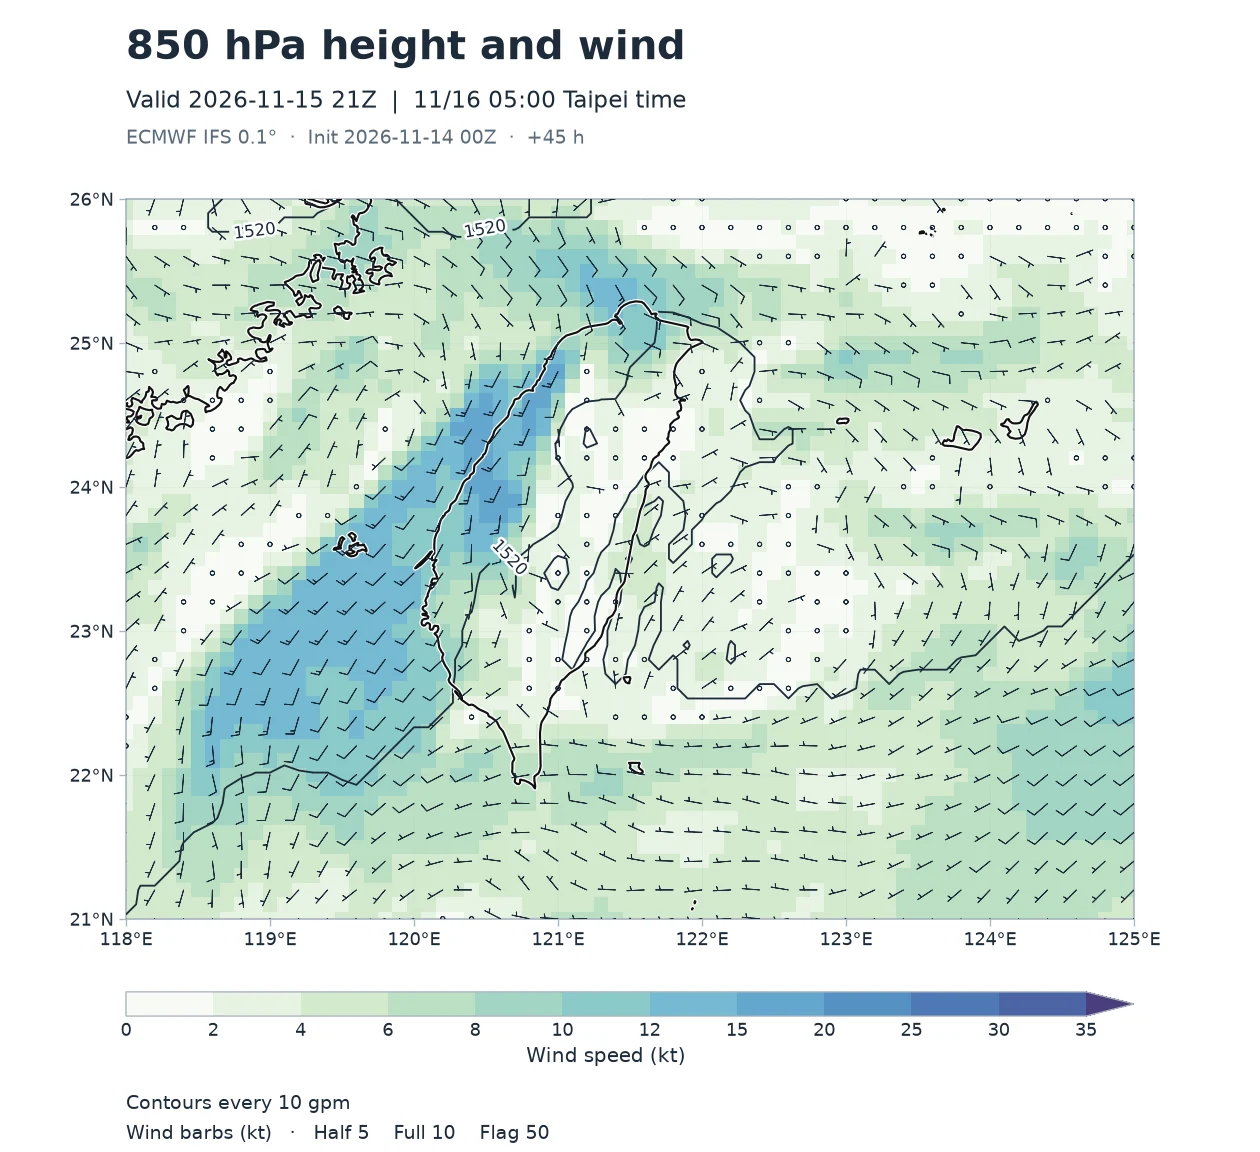 850 hPa height and wind
Valid 2026-11-15 21Z | 11/16 05:00 Taipei time
ECMWF IFS 0.1° · Init 2026-11-14 00Z · +45 h
26°N
25°N
24°N
23°N
22°N
21°N
1520
1520
1520
118°E 119°E 120°E 121°E 122°E 123°E 124°E 125°E
0 2 4 6 8 10 12 15 20 25 30 35
Wind speed (kt)
Contours every 10 gpm
Wind barbs (kt) · Half 5 Full 10 Flag 50